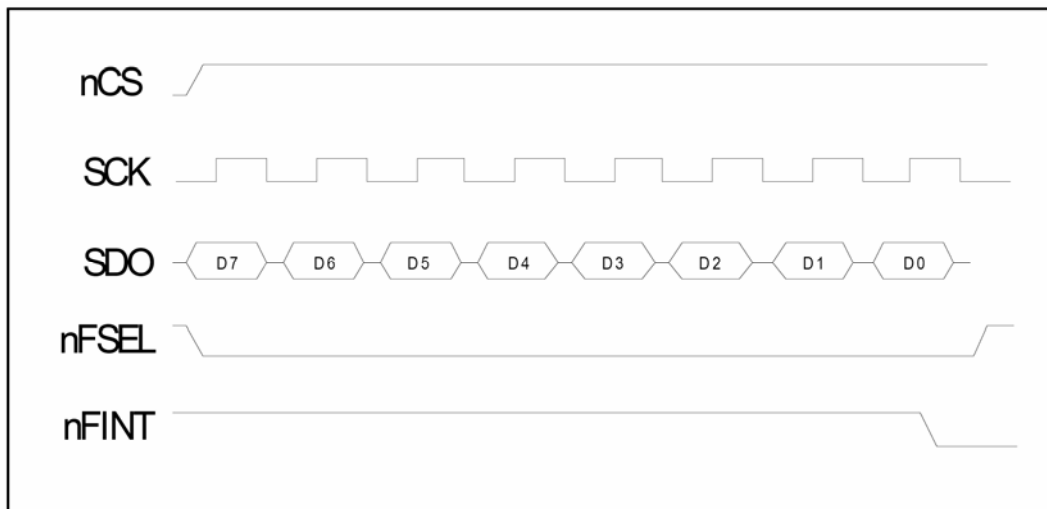 nCS
SCK
SDO D7 D6 D5 D4 D3 D2 D1 D0
nFSEL
nFINT